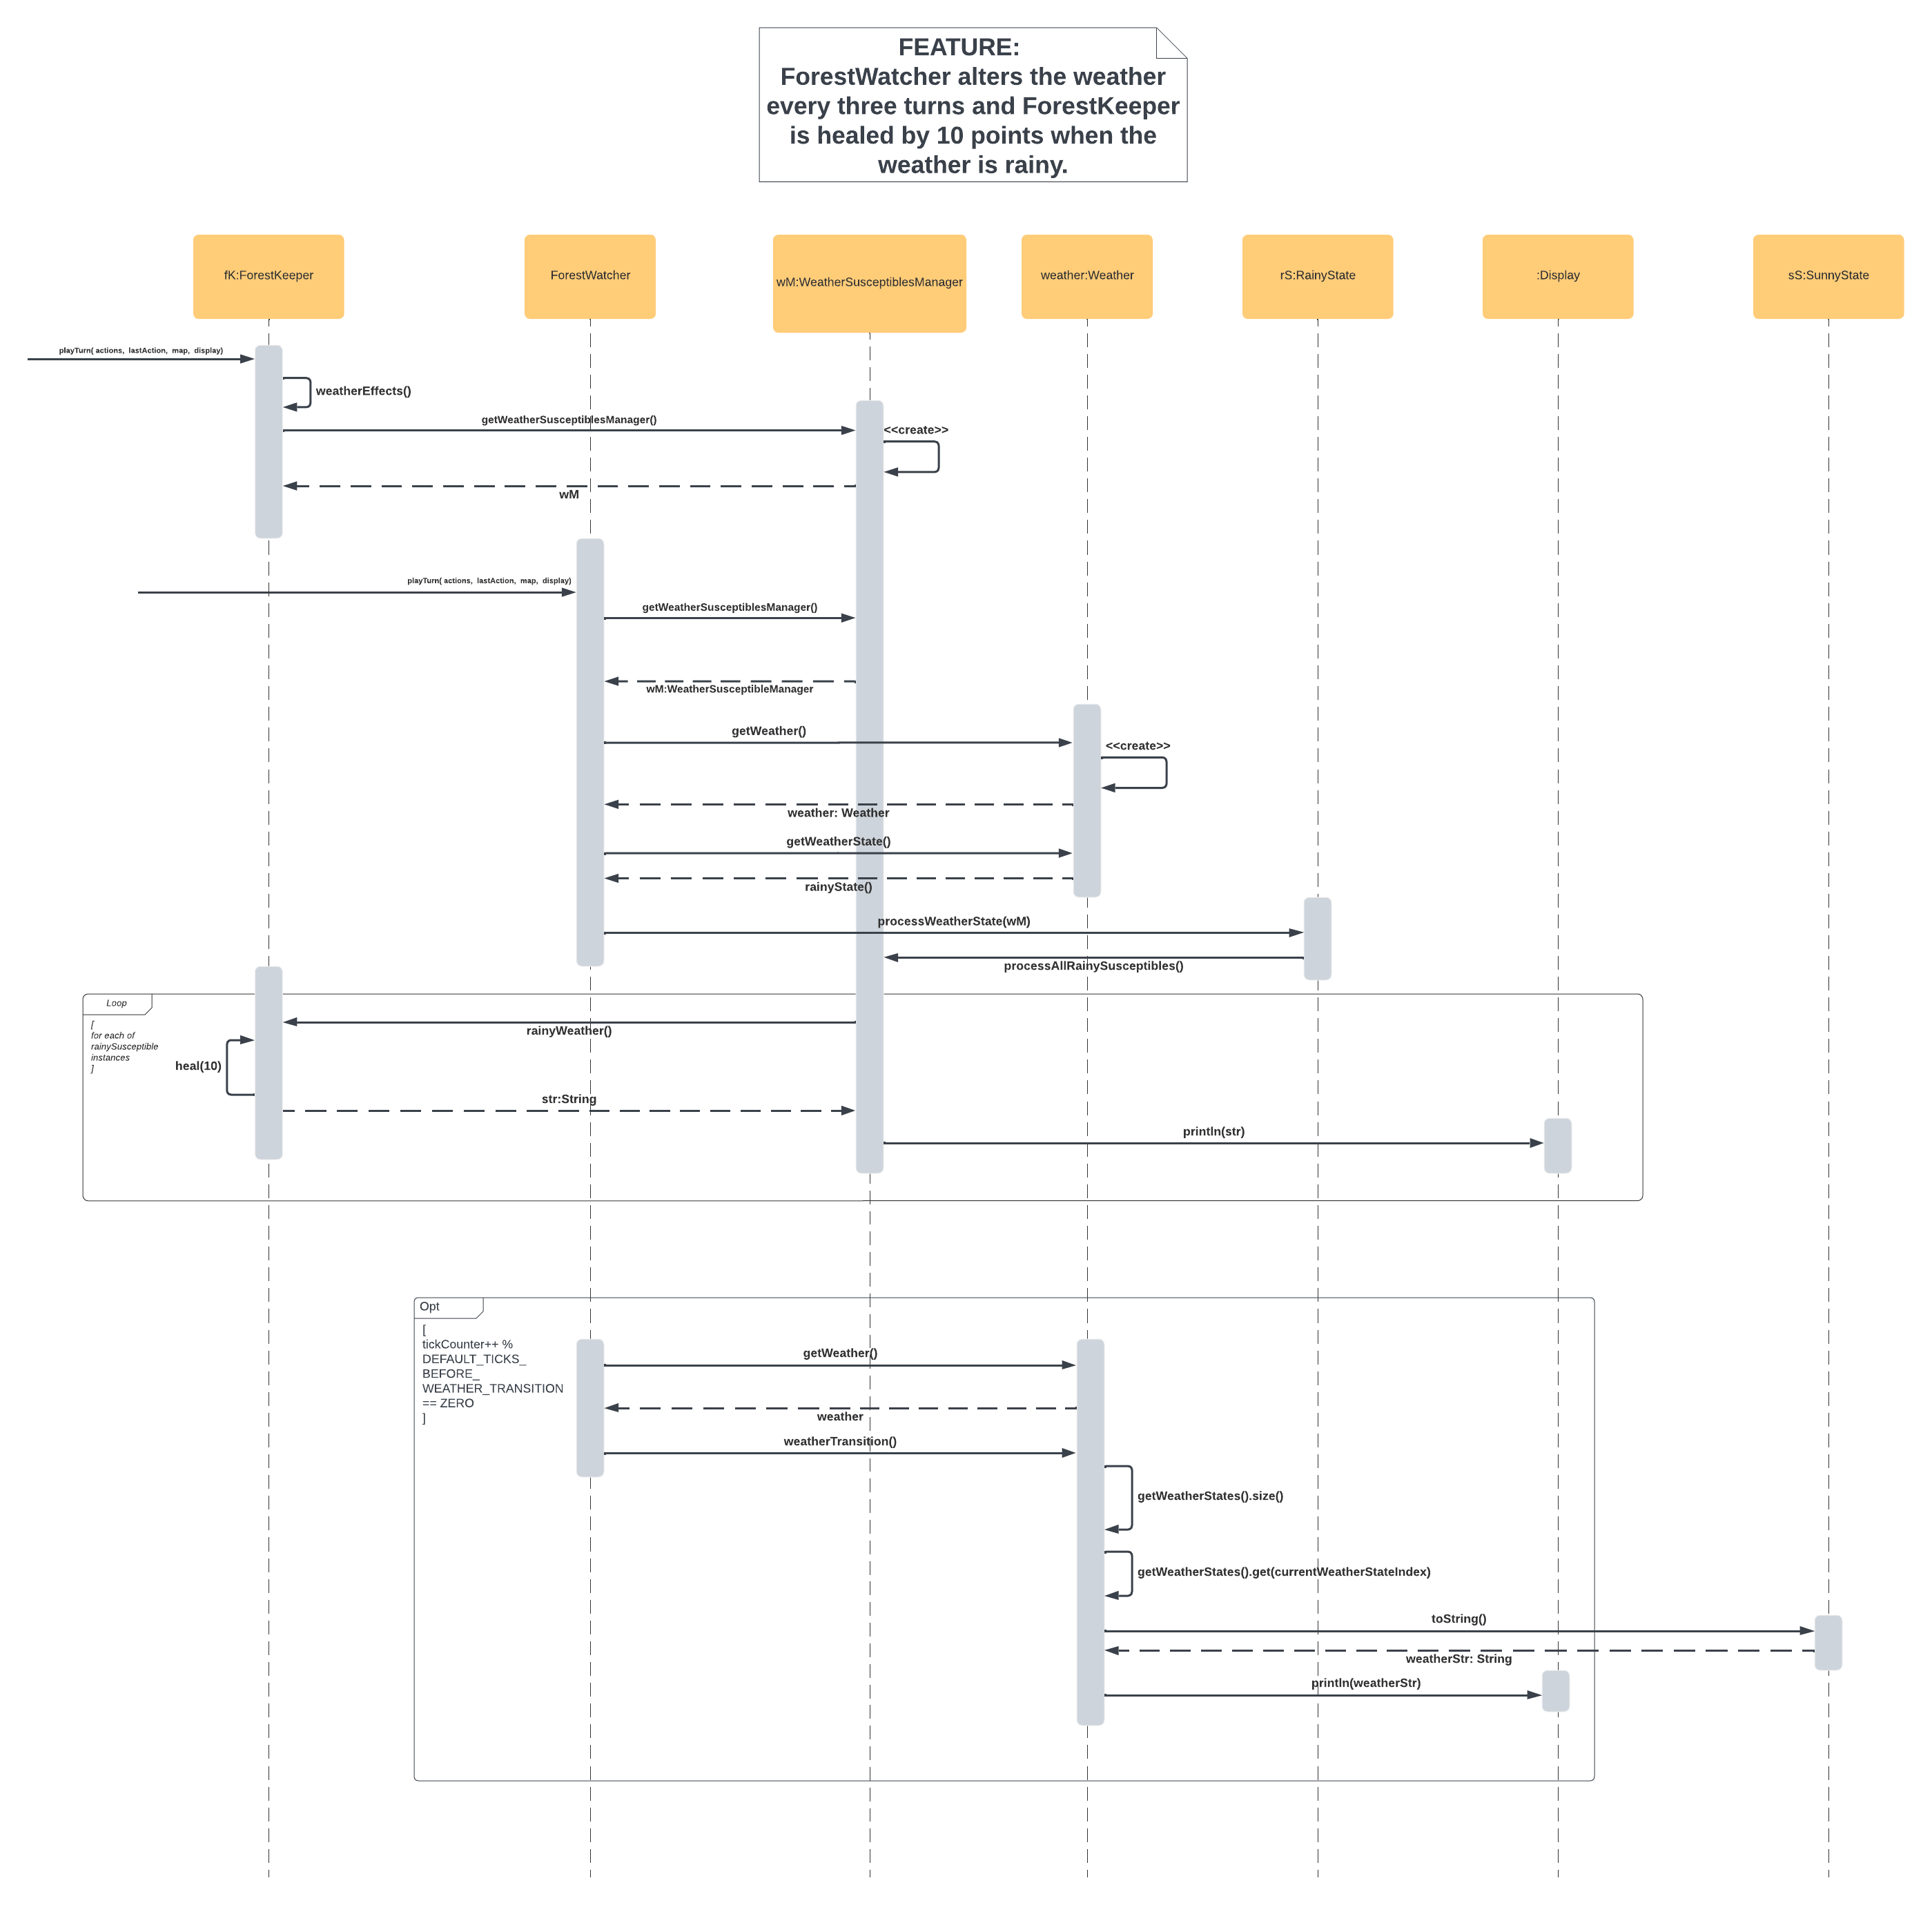 FEATURE:
ForestWatcher alters the weather
every three turns and ForestKeeper
is healed by 10 points when the
weather is rainy.
fK:ForestKeeper
ForestWatcher
wM:WeatherSusceptiblesManager
weather:Weather
rS:RainyState
:Display
sS:SunnyState
playTurn( actions, lastAction, map, display)
weatherEffects()
getWeatherSusceptiblesManager()
<<create>>
wM
playTurn( actions, lastAction, map, display)
getWeatherSusceptiblesManager()
wM:WeatherSusceptibleManager
getWeather()
<<create>>
weather: Weather
getWeatherState()
rainyState()
processWeatherState(wM)
processAllRainySusceptibles()
Loop
[
for each of
rainySusceptible
instances
]
rainyWeather()
heal(10)
str:String
println(str)
Opt
[
tickCounter++ %
DEFAULT_TICKS_
BEFORE_
WEATHER_TRANSITION
== ZERO
]
getWeather()
weather
weatherTransition()
getWeatherStates().size()
getWeatherStates().get(currentWeatherStateIndex)
toString()
weatherStr: String
println(weatherStr)